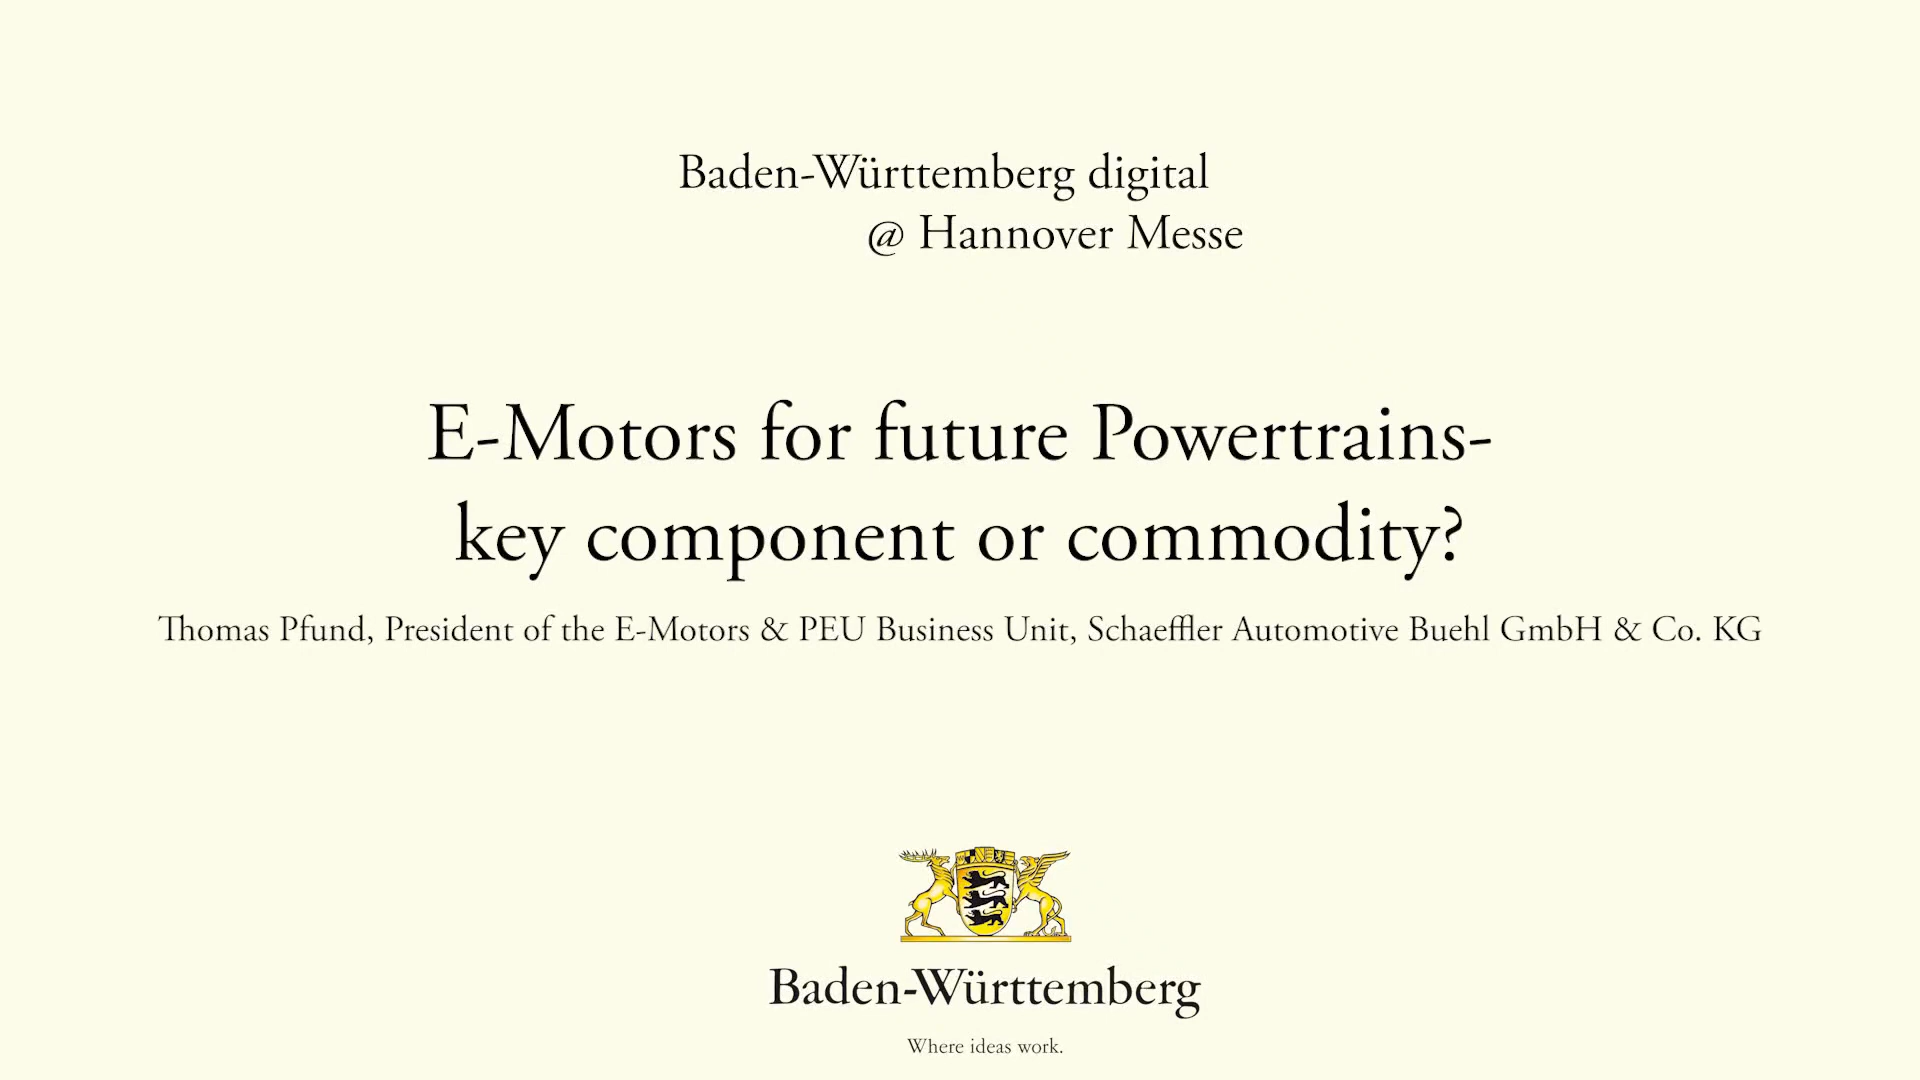 Baden-Württemberg digital
@ Hannover Messe
E-Motors for future Powertrains-
key component or commodity?
Thomas Pfund, President of the E-Motors & PEU Business Unit, Schaeffler Automotive Buehl GmbH & Co. KG
Baden-Württemberg
Where ideas work.